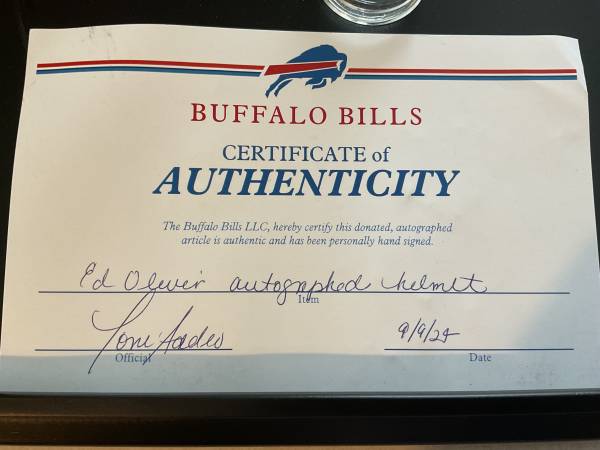 BUFFALO BILLS
CERTIFICATE of
AUTHENTICITY
The Buffalo Bills LLC, hereby certify this donated, autographed
article is authentic and has been personally hand signed.
Ed Oliver autographed helmet
Item
9/9/24
Official
Date